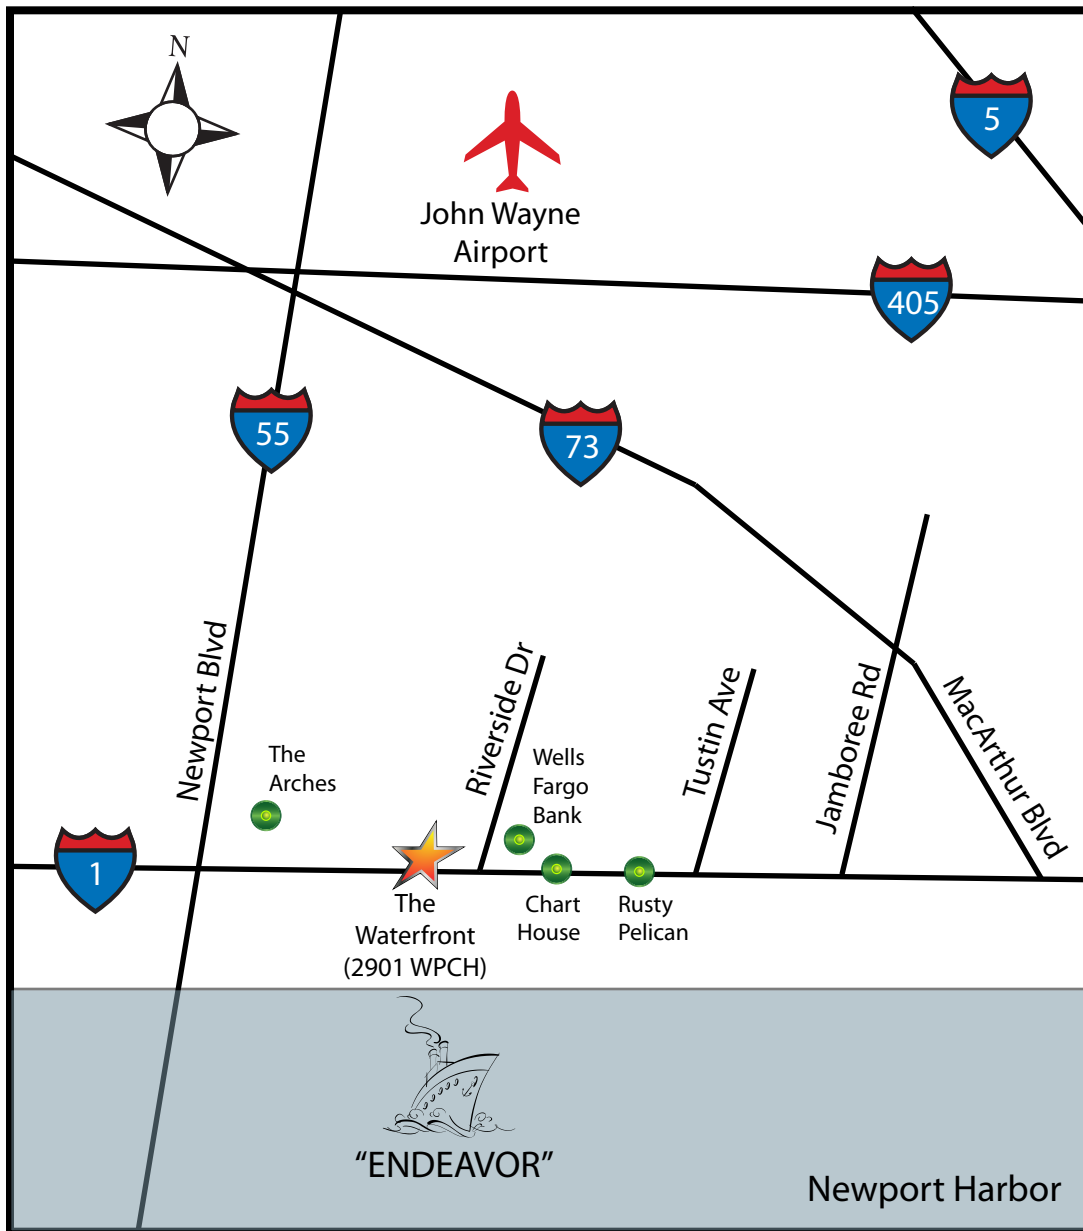 N
5
John Wayne
Airport
405
55
73
Newport Blvd
Riverside Dr
Tustin Ave
Jamboree Rd
MacArthur Blvd
The
Arches
Wells
Fargo
Bank
1
The
Waterfront
(2901 WPCH)
Chart
House
Rusty
Pelican
“ENDEAVOR”
Newport Harbor